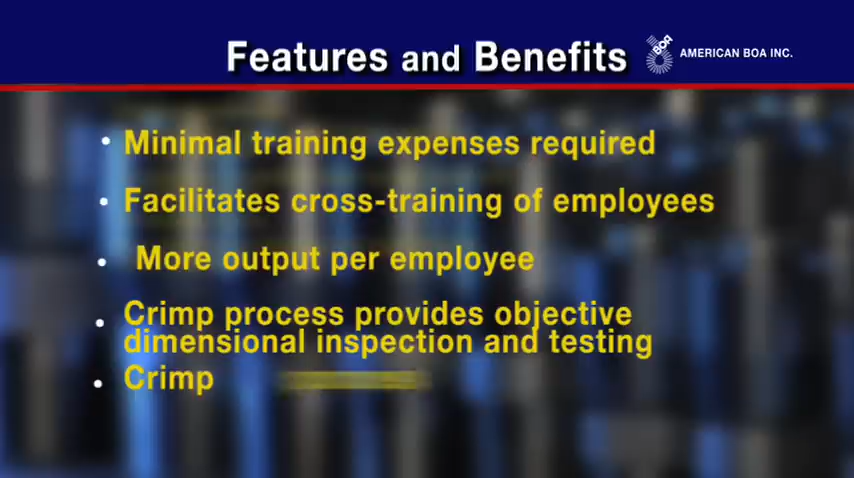 Features and Benefits
BOA
AMERICAN BOA INC.
• Minimal training expenses required
• Facilitates cross-training of employees
• More output per employee
• Crimp process provides objective
dimensional inspection and testing
• Crimp